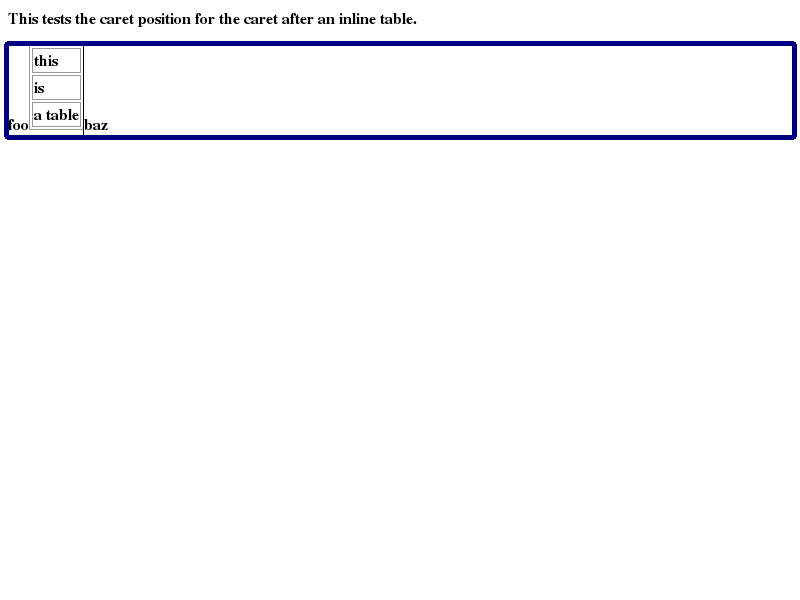 This tests the caret position for the caret after an inline table.
this
is
a table
foo baz